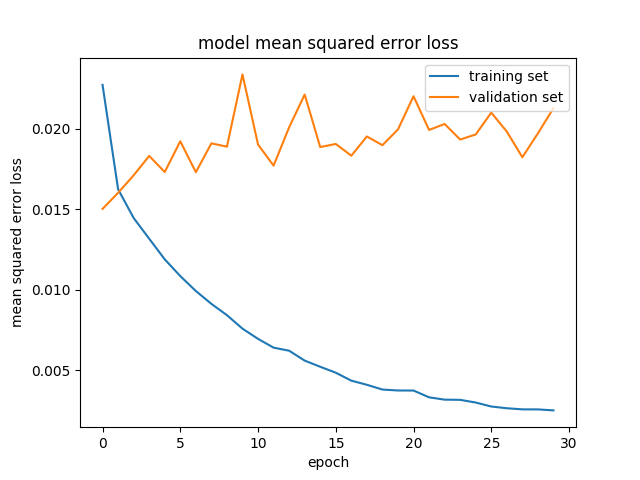 model mean squared error loss
training set
validation set
mean squared error loss
0.020
0.015
0.010
0.005
0 5 10 15 20 25 30
epoch